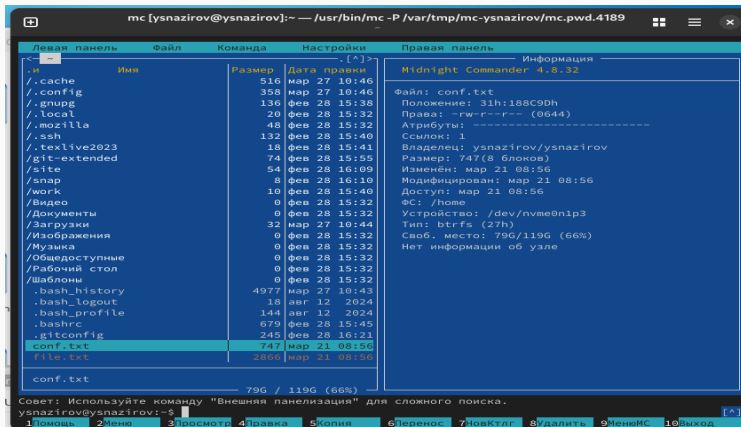 mc [ysnazirov@ysnazirov]:~ — /usr/bin/mc -P /var/tmp/mc-ysnazirov/mc.pwd.4189
Левая панель Файл Команда Настройки Правая панель
<— ~ .[^]>
.и Имя Размер Дата правки
/.cache 516 мар 27 10:46
/.config 358 мар 27 10:46
/.gnupg 136 фев 28 15:38
/.local 20 фев 28 15:32
/.mozilla 48 фев 28 15:32
/.ssh 132 фев 28 15:40
/.texlive2023 18 фев 28 15:41
/git-extended 74 фев 28 15:55
/site 54 фев 28 16:09
/snap 8 фев 28 16:10
/work 10 фев 28 15:40
/Видео 0 фев 28 15:32
/Документы 0 фев 28 15:32
/Загрузки 32 мар 27 10:44
/Изображения 0 фев 28 15:32
/Музыка 0 фев 28 15:32
/Общедоступные 0 фев 28 15:32
/Рабочий стол 0 фев 28 15:32
/Шаблоны 0 фев 28 15:32
.bash_history 4977 мар 27 10:43
.bash_logout 18 авг 12 2024
.bash_profile 144 авг 12 2024
.bashrc 679 фев 28 15:45
.gitconfig 245 фев 28 16:21
conf.txt 747 мар 21 08:56
file.txt 2866 мар 21 08:56
conf.txt
79G / 119G (66%)
Информация
Midnight Commander 4.8.32
Файл: conf.txt
Положение: 31h:188C9Dh
Права: -rw-r--r-- (0644)
Атрибуты: --------------------------
Ссылок: 1
Владелец: ysnazirov/ysnazirov
Размер: 747(8 блоков)
Изменён: мар 21 08:56
Модифицирован: мар 21 08:56
Доступ: мар 21 08:56
ФС: /home
Устройство: /dev/nvme0n1p3
Тип: btrfs (27h)
Своб. место: 79G/119G (66%)
Нет информации об узле
Совет: Используйте команду "Внешняя панелизация" для сложного поиска.
ysnazirov@ysnazirov:~$ [^]
1Помощь 2Меню 3Просмотр 4Правка 5Копия 6Перенос 7НовКтлг 8Удалить 9МенюMC 10Выход